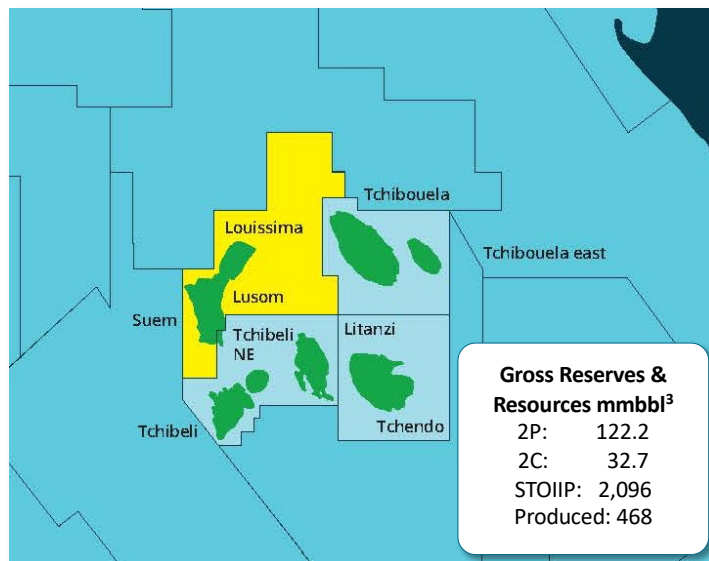 Tchibouela
Louissima
Tchibouela east
Lusom
Suem
Tchibeli
NE
Litanzi
Tchibeli
Tchendo
Gross Reserves &
Resources mmbbl³
2P: 122.2
2C: 32.7
STOIIP: 2,096
Produced: 468